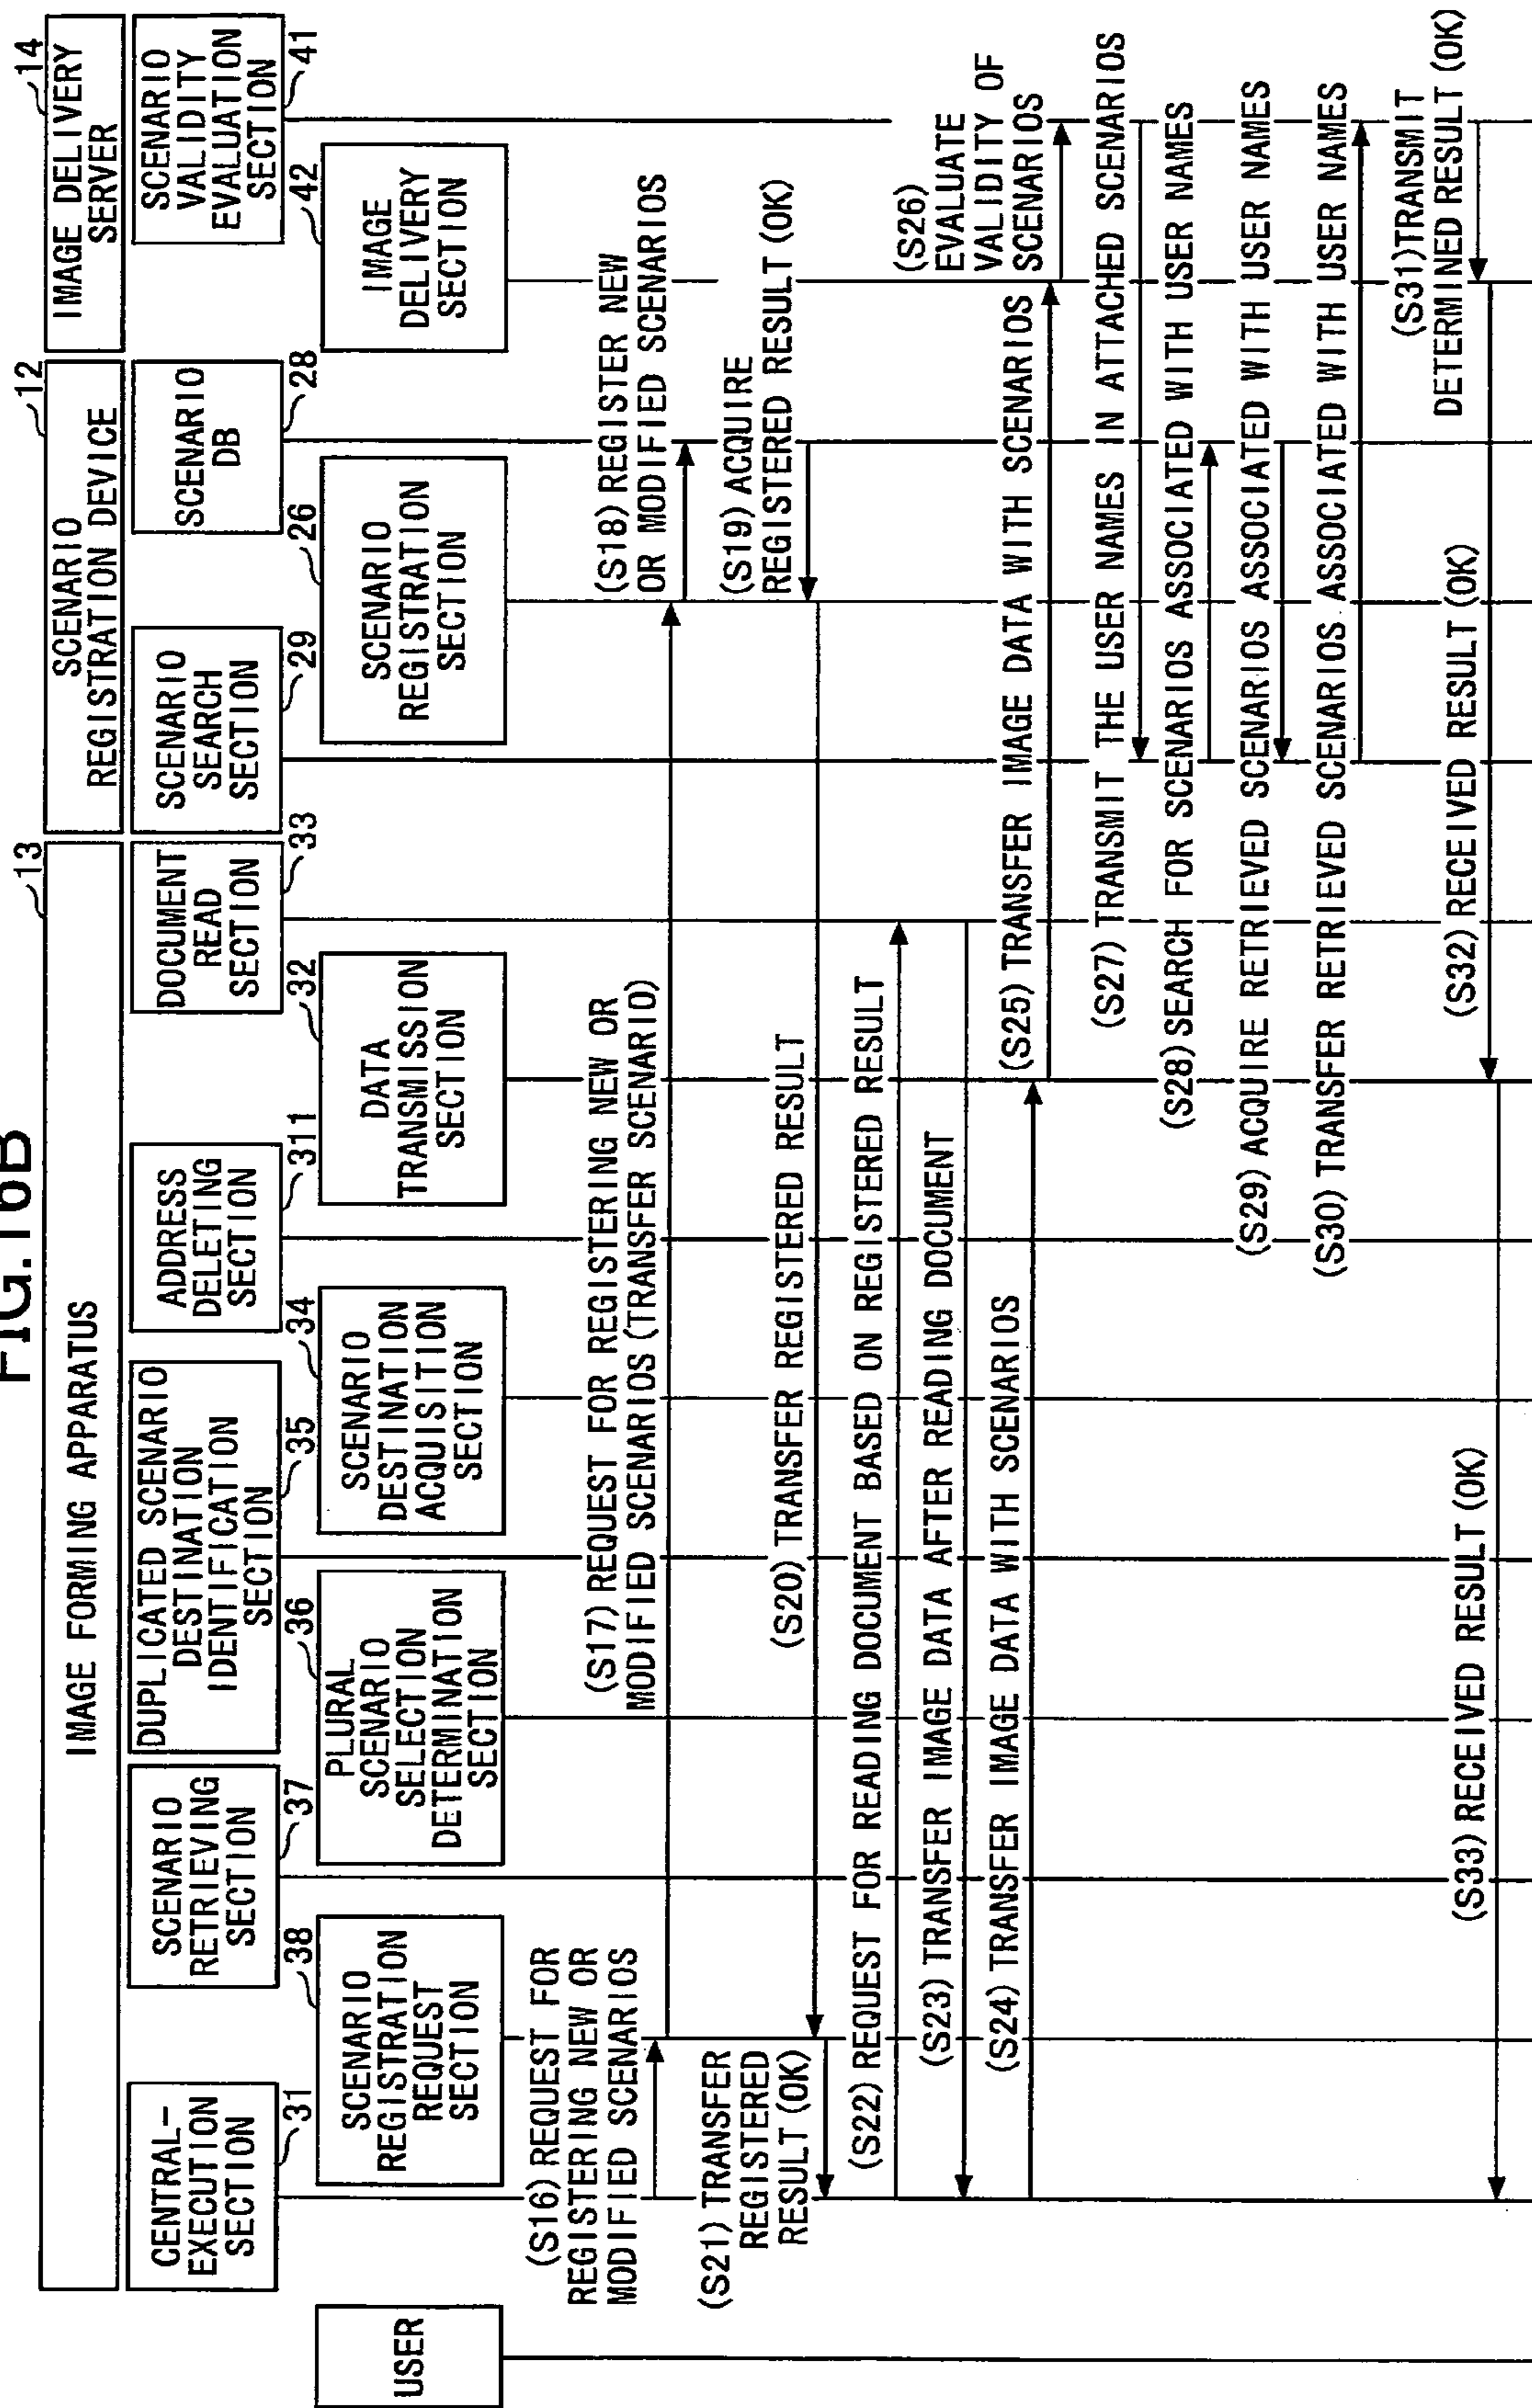 FIG.16B
13
IMAGE FORMING APPARATUS
12
SCENARIO
REGISTRATION DEVICE
14
IMAGE DELIVERY
SERVER
USER
CENTRAL-
EXECUTION
SECTION
31
SCENARIO
REGISTRATION
REQUEST
SECTION
38
SCENARIO
RETRIEVING
SECTION
37
PLURAL
SCENARIO
SELECTION
DETERMINATION
SECTION
36
DUPLICATED SCENARIO
DESTINATION
IDENTIFICATION
SECTION
35
SCENARIO
DESTINATION
ACQUISITION
SECTION
34
ADDRESS
DELETING
SECTION
311
DATA
TRANSMISSION
SECTION
32
DOCUMENT
READ
SECTION
33
SCENARIO
SEARCH
SECTION
29
SCENARIO
REGISTRATION
SECTION
26
SCENARIO
DB
28
IMAGE
DELIVERY
SECTION
42
SCENARIO
VALIDITY
EVALUATION
SECTION
41
(S16) REQUEST FOR
REGISTERING NEW OR
MODIFIED SCENARIOS
(S17) REQUEST FOR REGISTERING NEW OR
MODIFIED SCENARIOS (TRANSFER SCENARIO)
(S18) REGISTER NEW
OR MODIFIED SCENARIOS
(S19) ACQUIRE
REGISTERED RESULT (OK)
(S20) TRANSFER REGISTERED RESULT
(S21) TRANSFER
REGISTERED
RESULT (OK)
(S22) REQUEST FOR READING DOCUMENT BASED ON REGISTERED RESULT
(S23) TRANSFER IMAGE DATA AFTER READING DOCUMENT
(S24) TRANSFER IMAGE DATA WITH SCENARIOS
(S25) TRANSFER IMAGE DATA WITH SCENARIOS
(S26)
EVALUATE
VALIDITY OF
SCENARIOS
(S27) TRANSMIT THE USER NAMES IN ATTACHED SCENARIOS
(S28) SEARCH FOR SCENARIOS ASSOCIATED WITH USER NAMES
(S29) ACQUIRE RETRIEVED SCENARIOS ASSOCIATED WITH USER NAMES
(S30) TRANSFER RETRIEVED SCENARIOS ASSOCIATED WITH USER NAMES
(S31) TRANSMIT
DETERMINED RESULT (OK)
(S32) RECEIVED RESULT (OK)
(S33) RECEIVED RESULT (OK)